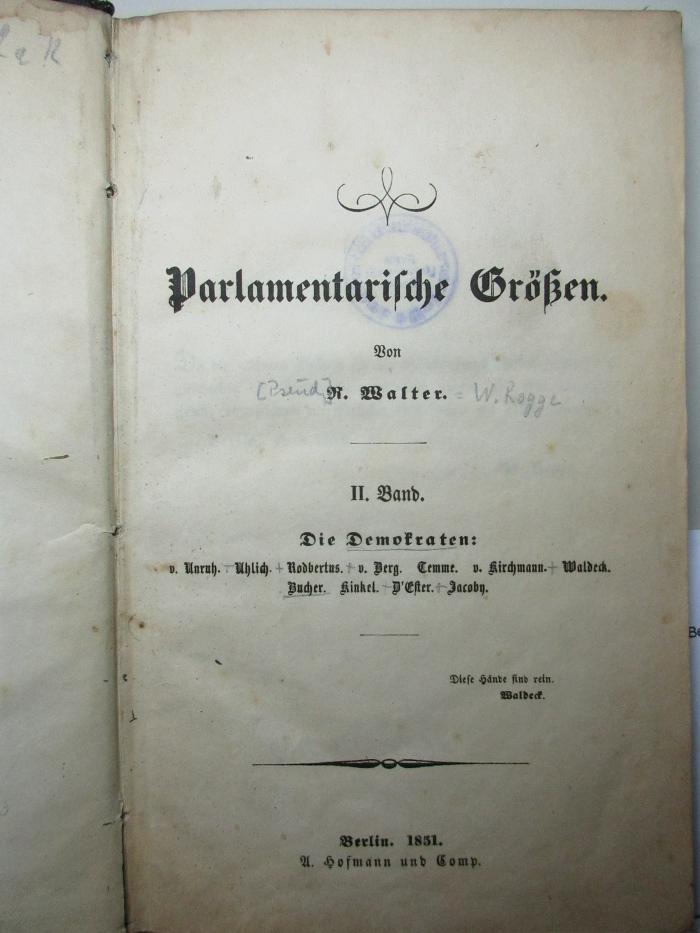 Parlamentarische Größen.
Von
[Pseud] R. Walter. = W. Rogge
II. Band.
Die Demokraten:
v. Unruh. Uhlich. Rodbertus. v. Berg. Temme. v. Kirchmann. Waldeck.
Bucher. Kinkel. D'Ester. Jacoby.
Diese Hände sind rein.
Waldeck.
Berlin. 1851.
A. Hofmann und Comp.